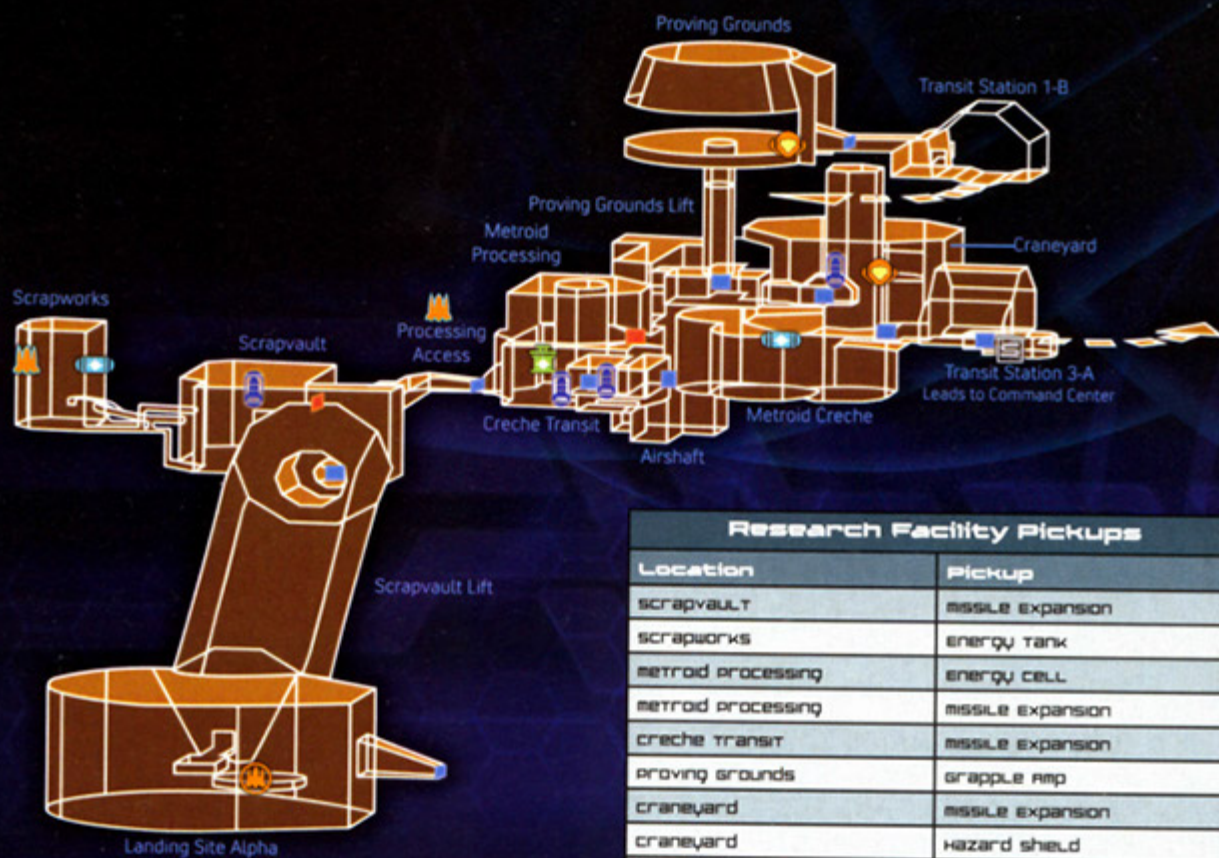 Proving Grounds
Transit Station 1-B
Proving Grounds Lift
Metroid
Processing
Craneyard
Scrapworks
Processing
Access
Scrapvault
Transit Station 3-A
Leads to Command Center
Creche Transit
Metroid Creche
Airshaft
Scrapvault Lift
Landing Site Alpha
Research Facility Pickups
Location Pickup
scrapvault missile expansion
scrapworks energy tank
metroid processing energy cell
metroid processing missile expansion
creche transit missile expansion
proving grounds grapple amp
craneyard missile expansion
craneyard hazard shield